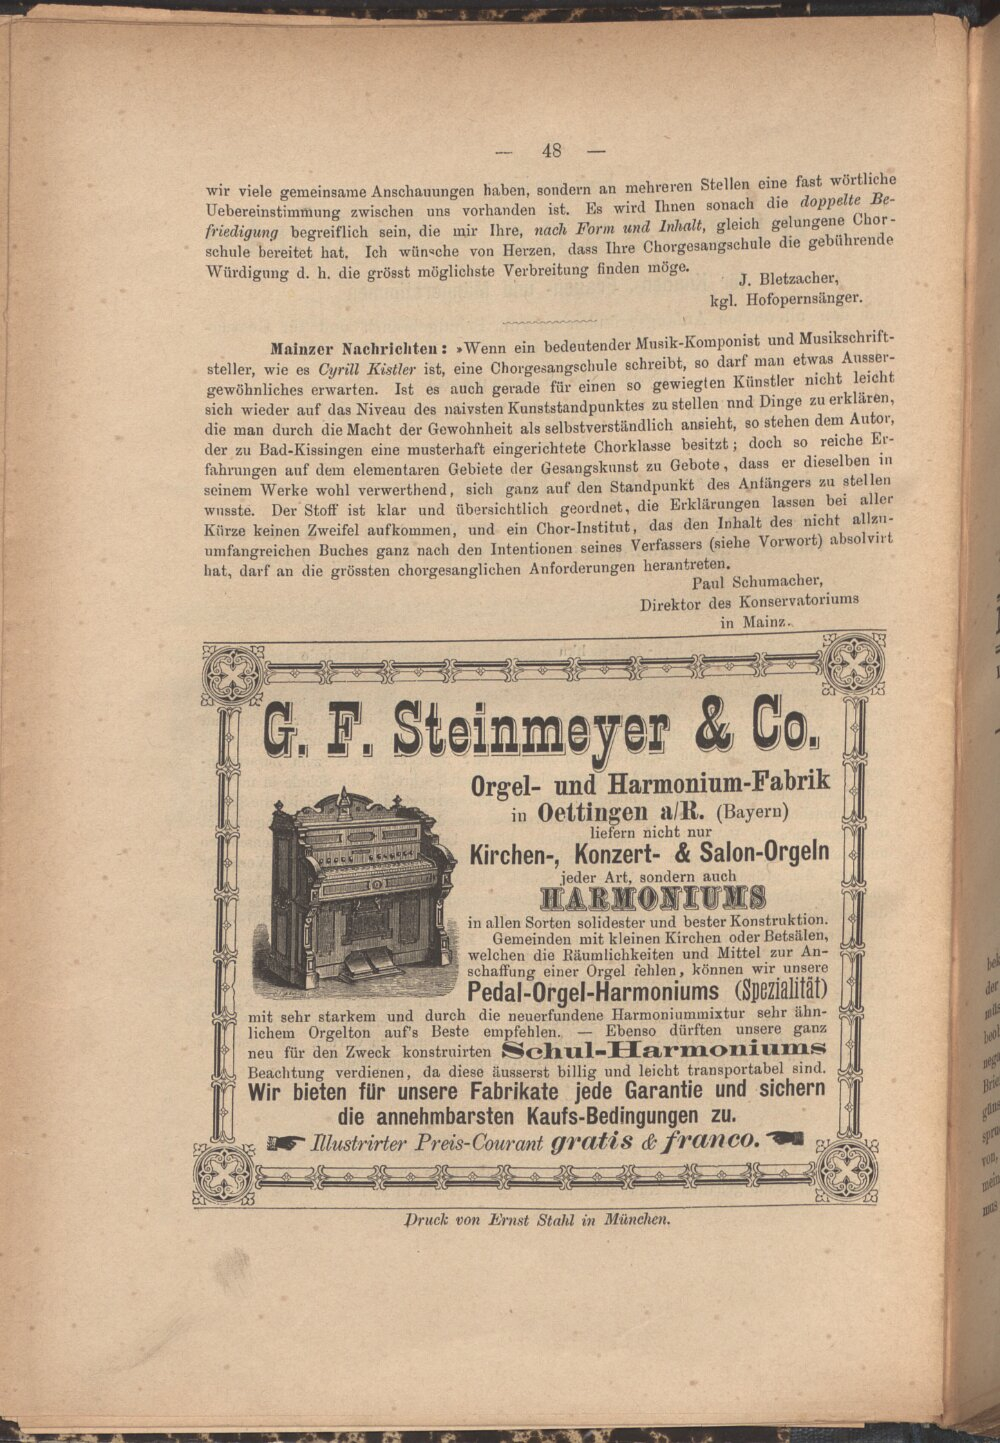 — 48 —
wir viele gemeinsame Anschauungen haben, sondern an mehreren Stellen eine fast wörtliche
Uebereinstimmung zwischen uns vorhanden ist. Es wird Ihnen sonach die doppelte Be-
friedigung begreiflich sein, die mir Ihre, nach Form und Inhalt, gleich gelungene Chor-
schule bereitet hat. Ich wünsche von Herzen, dass Ihre Chorgesangschule die gebührende
Würdigung d. h. die grösst möglichste Verbreitung finden möge.
J. Bletzacher,
kgl. Hofopernsänger.
Mainzer Nachrichten: »Wenn ein bedeutender Musik-Komponist und Musikschrift-
steller, wie es Cyrill Kistler ist, eine Chorgesangschule schreibt, so darf man etwas Ausser-
gewöhnliches erwarten. Ist es auch gerade für einen so gewiegten Künstler nicht leicht
sich wieder auf das Niveau des naivsten Kunststandpunktes zu stellen nnd Dinge zu erklären,
die man durch die Macht der Gewohnheit als selbstverständlich ansieht, so stehen dem Autor,
der zu Bad-Kissingen eine musterhaft eingerichtete Chorklasse besitzt; doch so reiche Er-
fahrungen auf dem elementaren Gebiete der Gesangskunst zu Gebote, dass er dieselben in
seinem Werke wohl verwerthend, sich ganz auf den Standpunkt des Anfängers zu stellen
wusste. Der Stoff ist klar und übersichtlich geordnet, die Erklärungen lassen bei aller
Kürze keinen Zweifel aufkommen, und ein Chor-Institut, das den Inhalt des nicht allzu-
umfangreichen Buches ganz nach den Intentionen seines Verfassers (siehe Vorwort) absolvirt
hat, darf an die grössten chorgesanglichen Anforderungen herantreten.
Paul Schumacher,
Direktor des Konservatoriums
in Mainz.
G. F. Steinmeyer & Co.
Orgel- und Harmonium-Fabrik
in Oettingen a/R. (Bayern)
liefern nicht nur
Kirchen-, Konzert- & Salon-Orgeln
jeder Art, sondern auch
HARMONIUMS
in allen Sorten solidester und bester Konstruktion.
Gemeinden mit kleinen Kirchen oder Betsälen,
welchen die Räumlichkeiten und Mittel zur An-
schaffung einer Orgel fehlen, können wir unsere
Pedal-Orgel-Harmoniums (Spezialität)
mit sehr starkem und durch die neuerfundene Harmoniummixtur sehr ähn-
lichem Orgelton auf's Beste empfehlen. — Ebenso dürften unsere ganz
neu für den Zweck konstruirten Schul-Harmoniums
Beachtung verdienen, da diese äusserst billig und leicht transportabel sind.
Wir bieten für unsere Fabrikate jede Garantie und sichern
die annehmbarsten Kaufs-Bedingungen zu.
Illustrirter Preis-Courant gratis & franco.
Druck von Ernst Stahl in München.